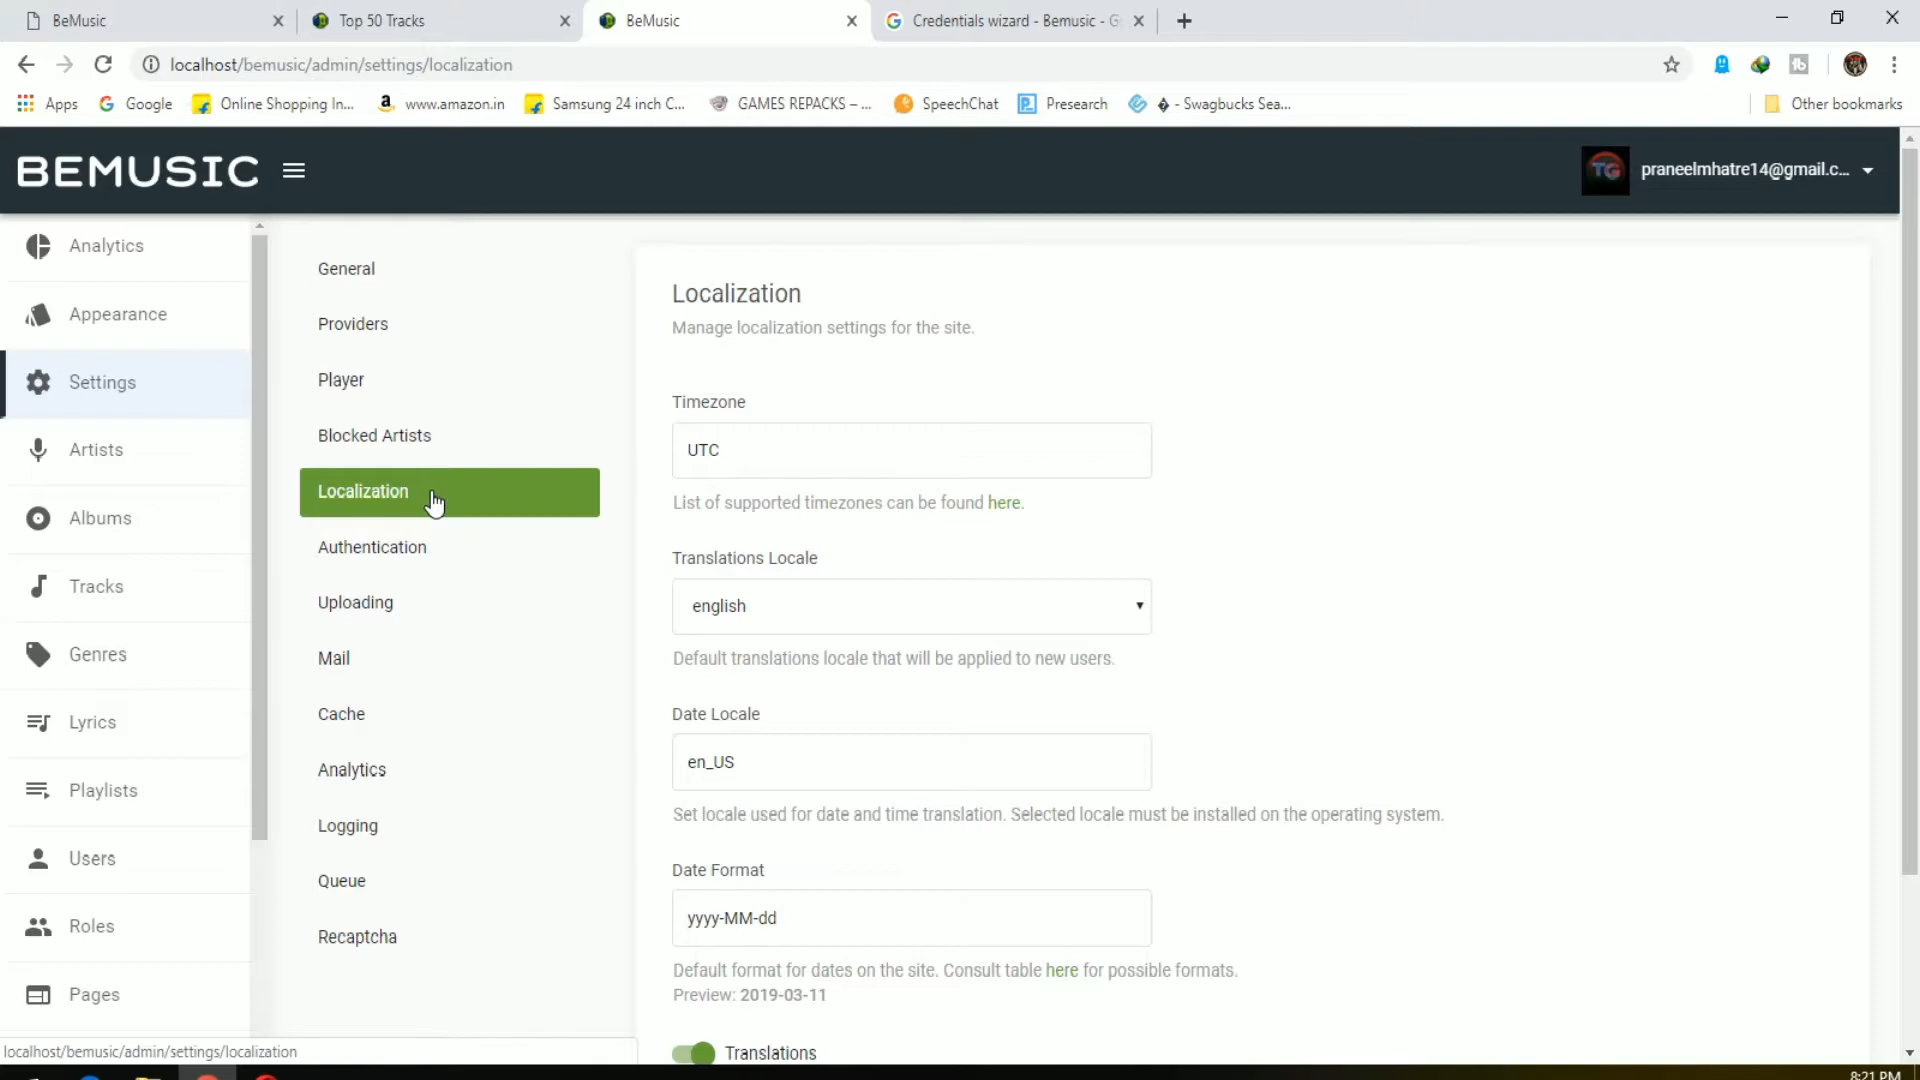 BeMusic
Top 50 Tracks
BeMusic
Credentials wizard - Bemusic - G
localhost/bemusic/admin/settings/localization
Apps
Google
Online Shopping In...
www.amazon.in
Samsung 24 inch C...
GAMES REPACKS – ...
SpeechChat
Presearch
� - Swagbucks Sea...
Other bookmarks
BEMUSIC
TG
praneelmhatre14@gmail.c...
Analytics
Appearance
Settings
Artists
Albums
Tracks
Genres
Lyrics
Playlists
Users
Roles
Pages
General
Providers
Player
Blocked Artists
Localization
Authentication
Uploading
Mail
Cache
Analytics
Logging
Queue
Recaptcha
Localization
Manage localization settings for the site.
Timezone
UTC
List of supported timezones can be found here.
Translations Locale
english
Default translations locale that will be applied to new users.
Date Locale
en_US
Set locale used for date and time translation. Selected locale must be installed on the operating system.
Date Format
yyyy-MM-dd
Default format for dates on the site. Consult table here for possible formats.
Preview: 2019-03-11
Translations
localhost/bemusic/admin/settings/localization
8:21 PM